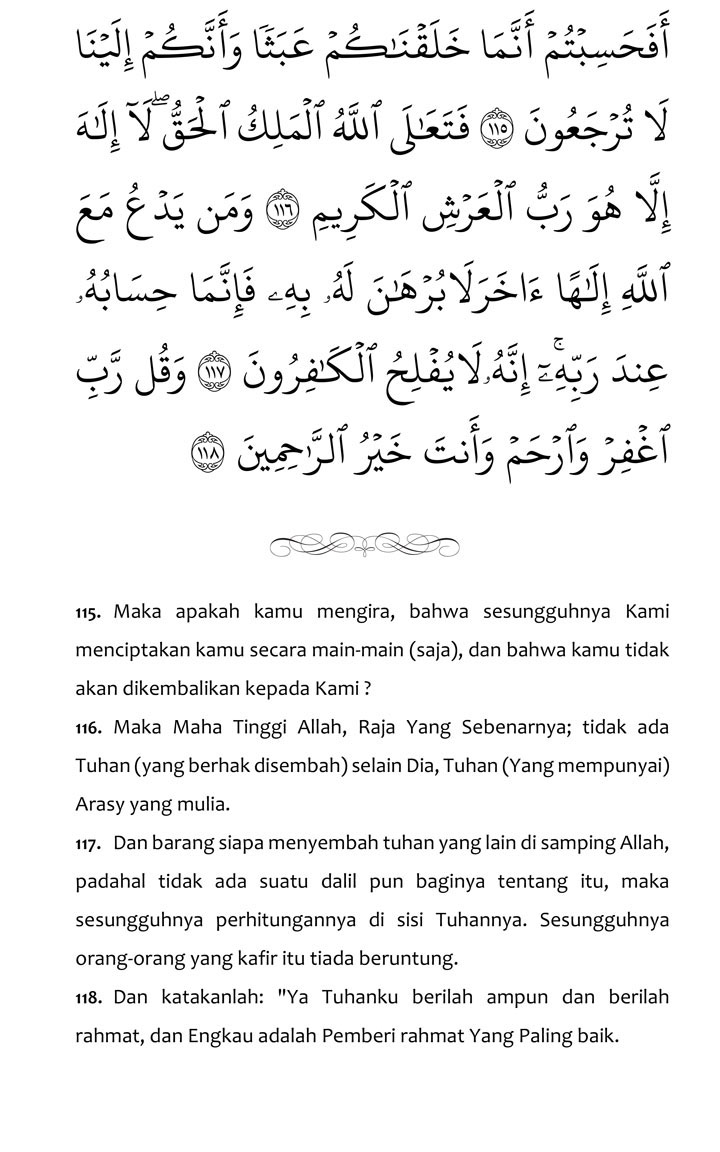 أَفَحَسِبۡتُمۡ أَنَّمَا خَلَقۡنَٰكُمۡ عَبَثٗا وَأَنَّكُمۡ إِلَيۡنَا
لَا تُرۡجَعُونَ ١١٥ فَتَعَٰلَى ٱللَّهُ ٱلۡمَلِكُ ٱلۡحَقُّۖ لَآ إِلَٰهَ
إِلَّا هُوَ رَبُّ ٱلۡعَرۡشِ ٱلۡكَرِيمِ ١١٦ وَمَن يَدۡعُ مَعَ
ٱللَّهِ إِلَٰهًا ءَاخَرَ لَا بُرۡهَٰنَ لَهُۥ بِهِۦ فَإِنَّمَا حِسَابُهُۥ
عِندَ رَبِّهِۦٓۚ إِنَّهُۥ لَا يُفۡلِحُ ٱلۡكَٰفِرُونَ ١١٧ وَقُل رَّبِّ
ٱغۡفِرۡ وَٱرۡحَمۡ وَأَنتَ خَيۡرُ ٱلرَّٰحِمِينَ ١١٨
115. Maka apakah kamu mengira, bahwa sesungguhnya Kami
menciptakan kamu secara main-main (saja), dan bahwa kamu tidak
akan dikembalikan kepada Kami ?
116. Maka Maha Tinggi Allah, Raja Yang Sebenarnya; tidak ada
Tuhan (yang berhak disembah) selain Dia, Tuhan (Yang mempunyai)
Arasy yang mulia.
117. Dan barang siapa menyembah tuhan yang lain di samping Allah,
padahal tidak ada suatu dalil pun baginya tentang itu, maka
sesungguhnya perhitungannya di sisi Tuhannya. Sesungguhnya
orang-orang yang kafir itu tiada beruntung.
118. Dan katakanlah: "Ya Tuhanku berilah ampun dan berilah
rahmat, dan Engkau adalah Pemberi rahmat Yang Paling baik.